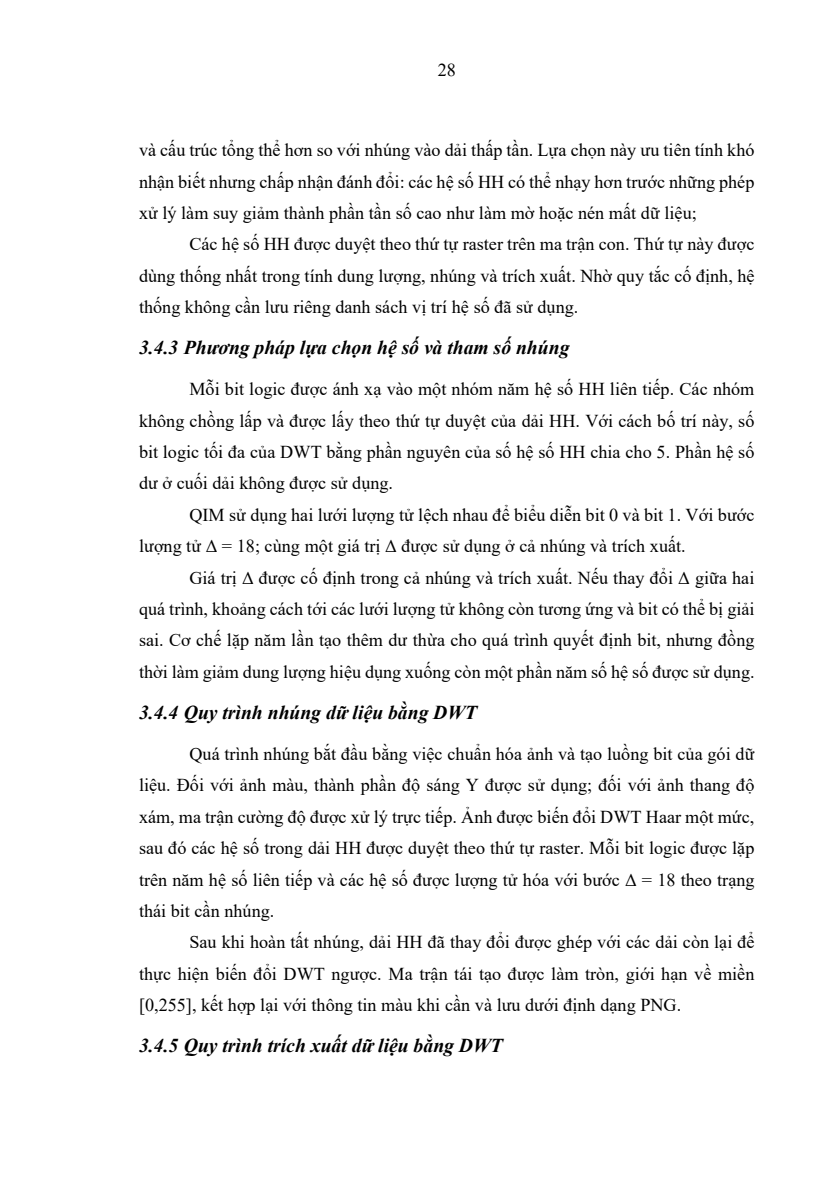 28
và cấu trúc tổng thể hơn so với nhúng vào dải thấp tần. Lựa chọn này ưu tiên tính khó
nhận biết nhưng chấp nhận đánh đổi: các hệ số HH có thể nhạy hơn trước những phép
xử lý làm suy giảm thành phần tần số cao như làm mờ hoặc nén mất dữ liệu;
Các hệ số HH được duyệt theo thứ tự raster trên ma trận con. Thứ tự này được
dùng thống nhất trong tính dung lượng, nhúng và trích xuất. Nhờ quy tắc cố định, hệ
thống không cần lưu riêng danh sách vị trí hệ số đã sử dụng.
3.4.3 Phương pháp lựa chọn hệ số và tham số nhúng
Mỗi bit logic được ánh xạ vào một nhóm năm hệ số HH liên tiếp. Các nhóm
không chồng lấp và được lấy theo thứ tự duyệt của dải HH. Với cách bố trí này, số
bit logic tối đa của DWT bằng phần nguyên của số hệ số HH chia cho 5. Phần hệ số
dư ở cuối dải không được sử dụng.
QIM sử dụng hai lưới lượng tử lệch nhau để biểu diễn bit 0 và bit 1. Với bước
lượng tử Δ = 18; cùng một giá trị Δ được sử dụng ở cả nhúng và trích xuất.
Giá trị Δ được cố định trong cả nhúng và trích xuất. Nếu thay đổi Δ giữa hai
quá trình, khoảng cách tới các lưới lượng tử không còn tương ứng và bit có thể bị giải
sai. Cơ chế lặp năm lần tạo thêm dư thừa cho quá trình quyết định bit, nhưng đồng
thời làm giảm dung lượng hiệu dụng xuống còn một phần năm số hệ số được sử dụng.
3.4.4 Quy trình nhúng dữ liệu bằng DWT
Quá trình nhúng bắt đầu bằng việc chuẩn hóa ảnh và tạo luồng bit của gói dữ
liệu. Đối với ảnh màu, thành phần độ sáng Y được sử dụng; đối với ảnh thang độ
xám, ma trận cường độ được xử lý trực tiếp. Ảnh được biến đổi DWT Haar một mức,
sau đó các hệ số trong dải HH được duyệt theo thứ tự raster. Mỗi bit logic được lặp
trên năm hệ số liên tiếp và các hệ số được lượng tử hóa với bước Δ = 18 theo trạng
thái bit cần nhúng.
Sau khi hoàn tất nhúng, dải HH đã thay đổi được ghép với các dải còn lại để
thực hiện biến đổi DWT ngược. Ma trận tái tạo được làm tròn, giới hạn về miền
[0,255], kết hợp lại với thông tin màu khi cần và lưu dưới định dạng PNG.
3.4.5 Quy trình trích xuất dữ liệu bằng DWT